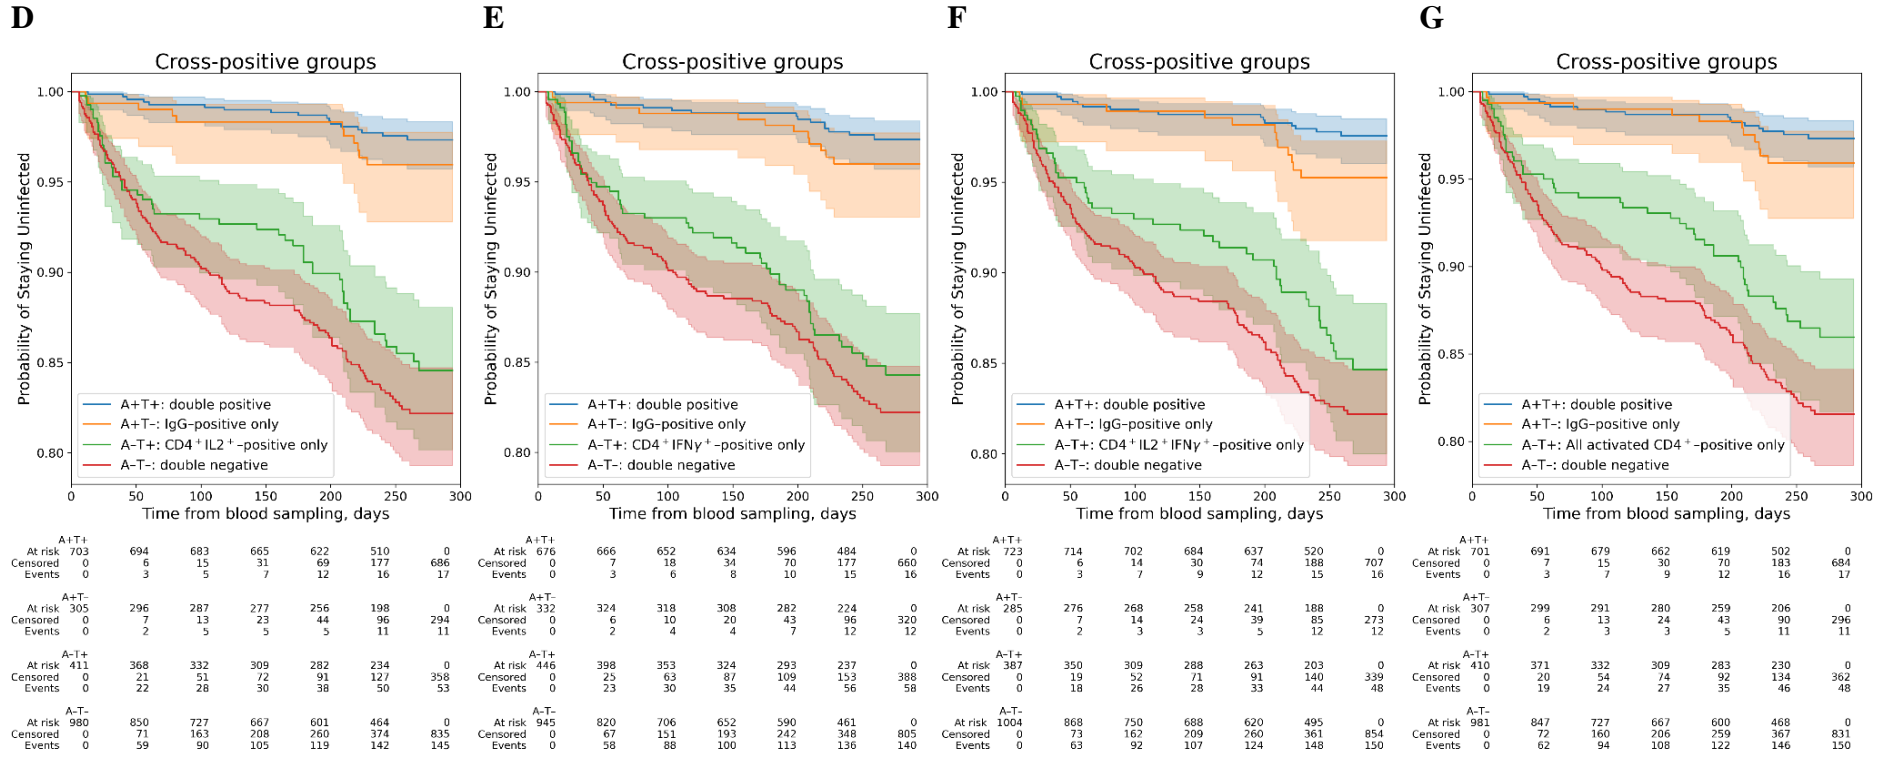 D
Cross-positive groups
Probability of Staying Uninfected
1.00
0.95
0.90
0.85
0.80
A+T+: double positive
A+T–: IgG–positive only
A–T+: CD4⁺IL2⁺–positive only
A–T–: double negative
0 50 100 150 200 250 300
Time from blood sampling, days
A+T+
At risk 703 694 683 665 622 510 0
Censored 0 6 15 31 69 177 686
Events 0 3 5 7 12 16 17
A+T–
At risk 305 296 287 277 256 198 0
Censored 0 7 13 23 44 96 294
Events 0 2 5 5 5 11 11
A–T+
At risk 411 368 332 309 282 234 0
Censored 0 21 51 72 91 127 358
Events 0 22 28 30 38 50 53
A–T–
At risk 980 850 727 667 601 464 0
Censored 0 71 163 208 260 374 835
Events 0 59 90 105 119 142 145
E
Cross-positive groups
Probability of Staying Uninfected
1.00
0.95
0.90
0.85
0.80
A+T+: double positive
A+T–: IgG–positive only
A–T+: CD4⁺IFNγ⁺–positive only
A–T–: double negative
0 50 100 150 200 250 300
Time from blood sampling, days
A+T+
At risk 676 666 652 634 596 484 0
Censored 0 7 18 34 70 177 660
Events 0 3 6 8 10 15 16
A+T–
At risk 332 324 318 308 282 224 0
Censored 0 6 10 20 43 96 320
Events 0 2 4 4 7 12 12
A–T+
At risk 446 398 353 324 293 237 0
Censored 0 25 63 87 109 153 388
Events 0 23 30 35 44 56 58
A–T–
At risk 945 820 706 652 590 461 0
Censored 0 67 151 193 242 348 805
Events 0 58 88 100 113 136 140
F
Cross-positive groups
Probability of Staying Uninfected
1.00
0.95
0.90
0.85
0.80
A+T+: double positive
A+T–: IgG–positive only
A–T+: CD4⁺IL2⁺IFNγ⁺–positive only
A–T–: double negative
0 50 100 150 200 250 300
Time from blood sampling, days
A+T+
At risk 723 714 702 684 637 520 0
Censored 0 6 14 30 74 188 707
Events 0 3 7 9 12 15 16
A+T–
At risk 285 276 268 258 241 188 0
Censored 0 7 14 24 39 85 273
Events 0 2 3 3 5 12 12
A–T+
At risk 387 350 309 288 263 203 0
Censored 0 19 52 71 91 140 339
Events 0 18 26 28 33 44 48
A–T–
At risk 1004 868 750 688 620 495 0
Censored 0 73 162 209 260 361 854
Events 0 63 92 107 124 148 150
G
Cross-positive groups
Probability of Staying Uninfected
1.00
0.95
0.90
0.85
0.80
A+T+: double positive
A+T–: IgG–positive only
A–T+: All activated CD4⁺–positive only
A–T–: double negative
0 50 100 150 200 250 300
Time from blood sampling, days
A+T+
At risk 701 691 679 662 619 502 0
Censored 0 7 15 30 70 183 684
Events 0 3 7 9 12 16 17
A+T–
At risk 307 299 291 280 259 206 0
Censored 0 6 13 24 43 90 296
Events 0 2 3 3 5 11 11
A–T+
At risk 410 371 332 309 283 230 0
Censored 0 20 54 74 92 134 362
Events 0 19 24 27 35 46 48
A–T–
At risk 981 847 727 667 600 468 0
Censored 0 72 160 206 259 367 831
Events 0 62 94 108 122 146 150